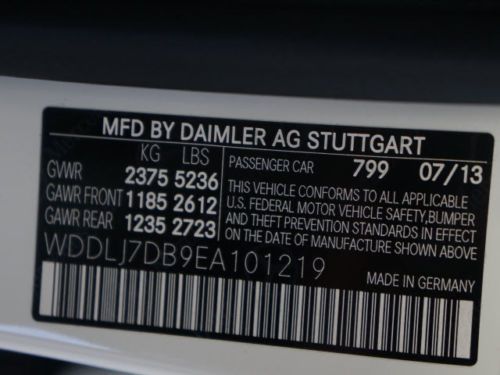 MFD BY DAIMLER AG STUTTGART
KG LBS
GVWR 2375 5236
GAWR FRONT 1185 2612
GAWR REAR 1235 2723
WDDLJ7DB9EA101219
PASSENGER CAR 799 07/13
THIS VEHICLE CONFORMS TO ALL APPLICABLE
U.S. FEDERAL MOTOR VEHICLE SAFETY, BUMPER
AND THEFT PREVENTION STANDARDS
IN EFFECT ON THE DATE OF MANUFACTURE SHOWN ABOVE
MADE IN GERMANY